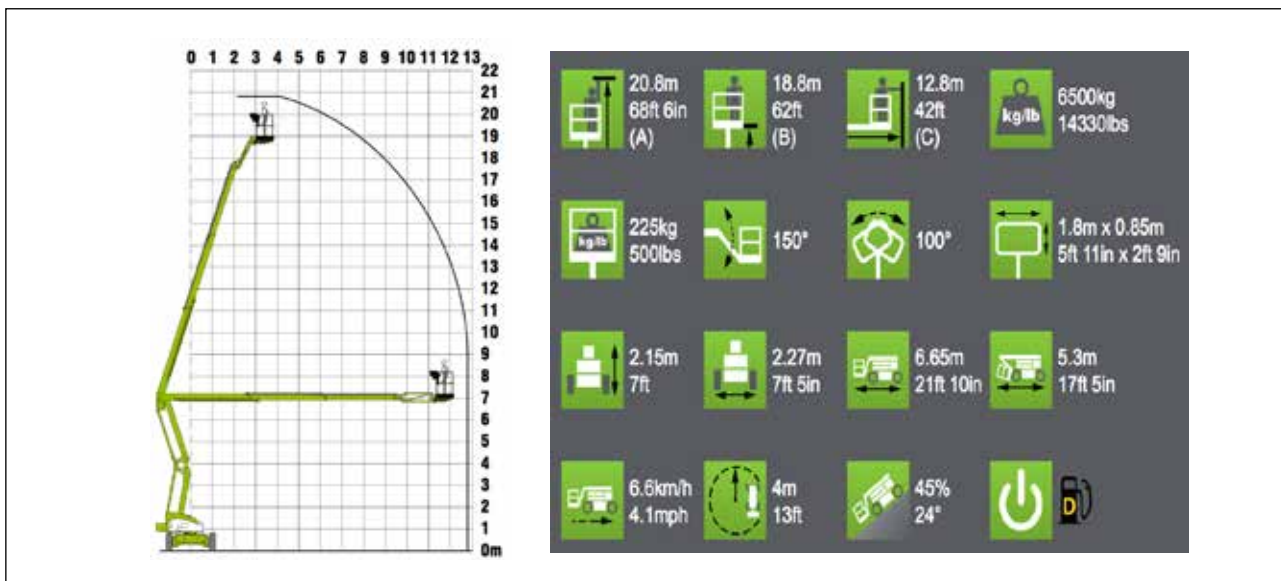 0 1 2 3 4 5 6 7 8 9 10 11 12 13
22
21
20
19
18
17
16
15
14
13
12
11
10
9
8
7
6
5
4
3
2
1
0m
20.8m
68ft 6in
(A)
18.8m
62ft
(B)
12.8m
42ft
(C)
kg/lb
6500kg
14330lbs
kg/lb
225kg
500lbs
150°
100°
1.8m x 0.85m
5ft 11in x 2ft 9in
2.15m
7ft
2.27m
7ft 5in
6.65m
21ft 10in
5.3m
17ft 5in
6.6km/h
4.1mph
4m
13ft
45%
24°
D